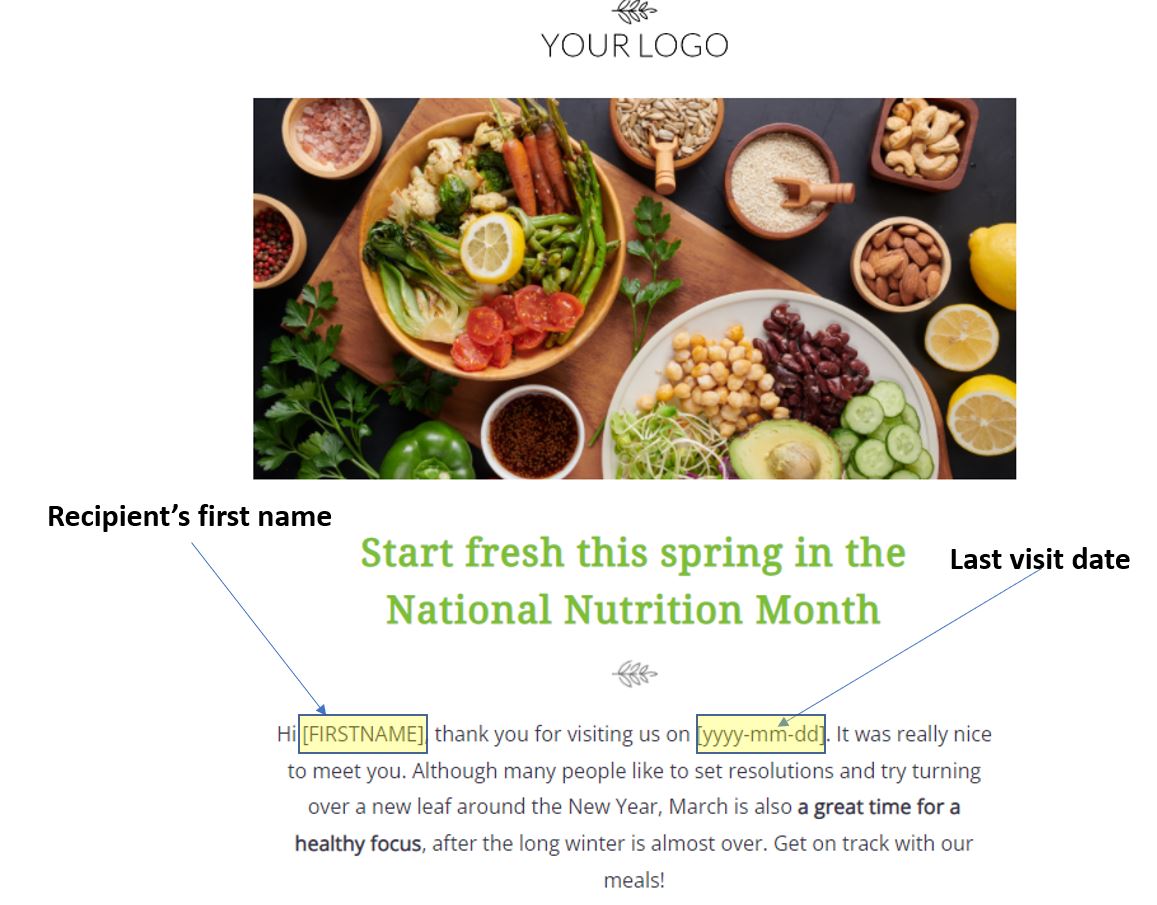 YOUR LOGO
Recipient's first name
Start fresh this spring in the
Last visit date
National Nutrition Month
Hi [FIRSTNAME], thank you for visiting us on [yyyy-mm-dd]. It was really nice
to meet you. Although many people like to set resolutions and try turning
over a new leaf around the New Year, March is also a great time for a
healthy focus, after the long winter is almost over. Get on track with our
meals!